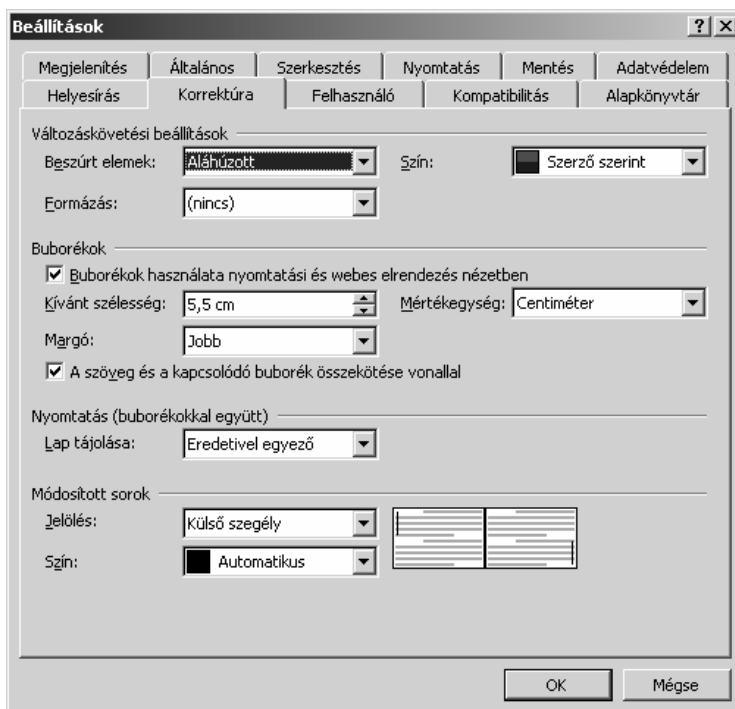 Beállítások
Megjelenítés Általános Szerkesztés Nyomtatás Mentés Adatvédelem
Helyesírás Korrektúra Felhasználó Kompatibilitás Alapkönyvtár
Változáskövetési beállítások
Beszúrt elemek: Aláhúzott Szín: Szerző szerint
Formázás: (nincs)
Buborékok
Buborékok használata nyomtatási és webes elrendezés nézetben
Kívánt szélesség: 5,5 cm Mértékegység: Centiméter
Margó: Jobb
A szöveg és a kapcsolódó buborék összekötése vonallal
Nyomtatás (buborékokkal együtt)
Lap tájolása: Eredetivel egyező
Módosított sorok
Jelölés: Külső szegély
Szín: Automatikus
OK Mégse